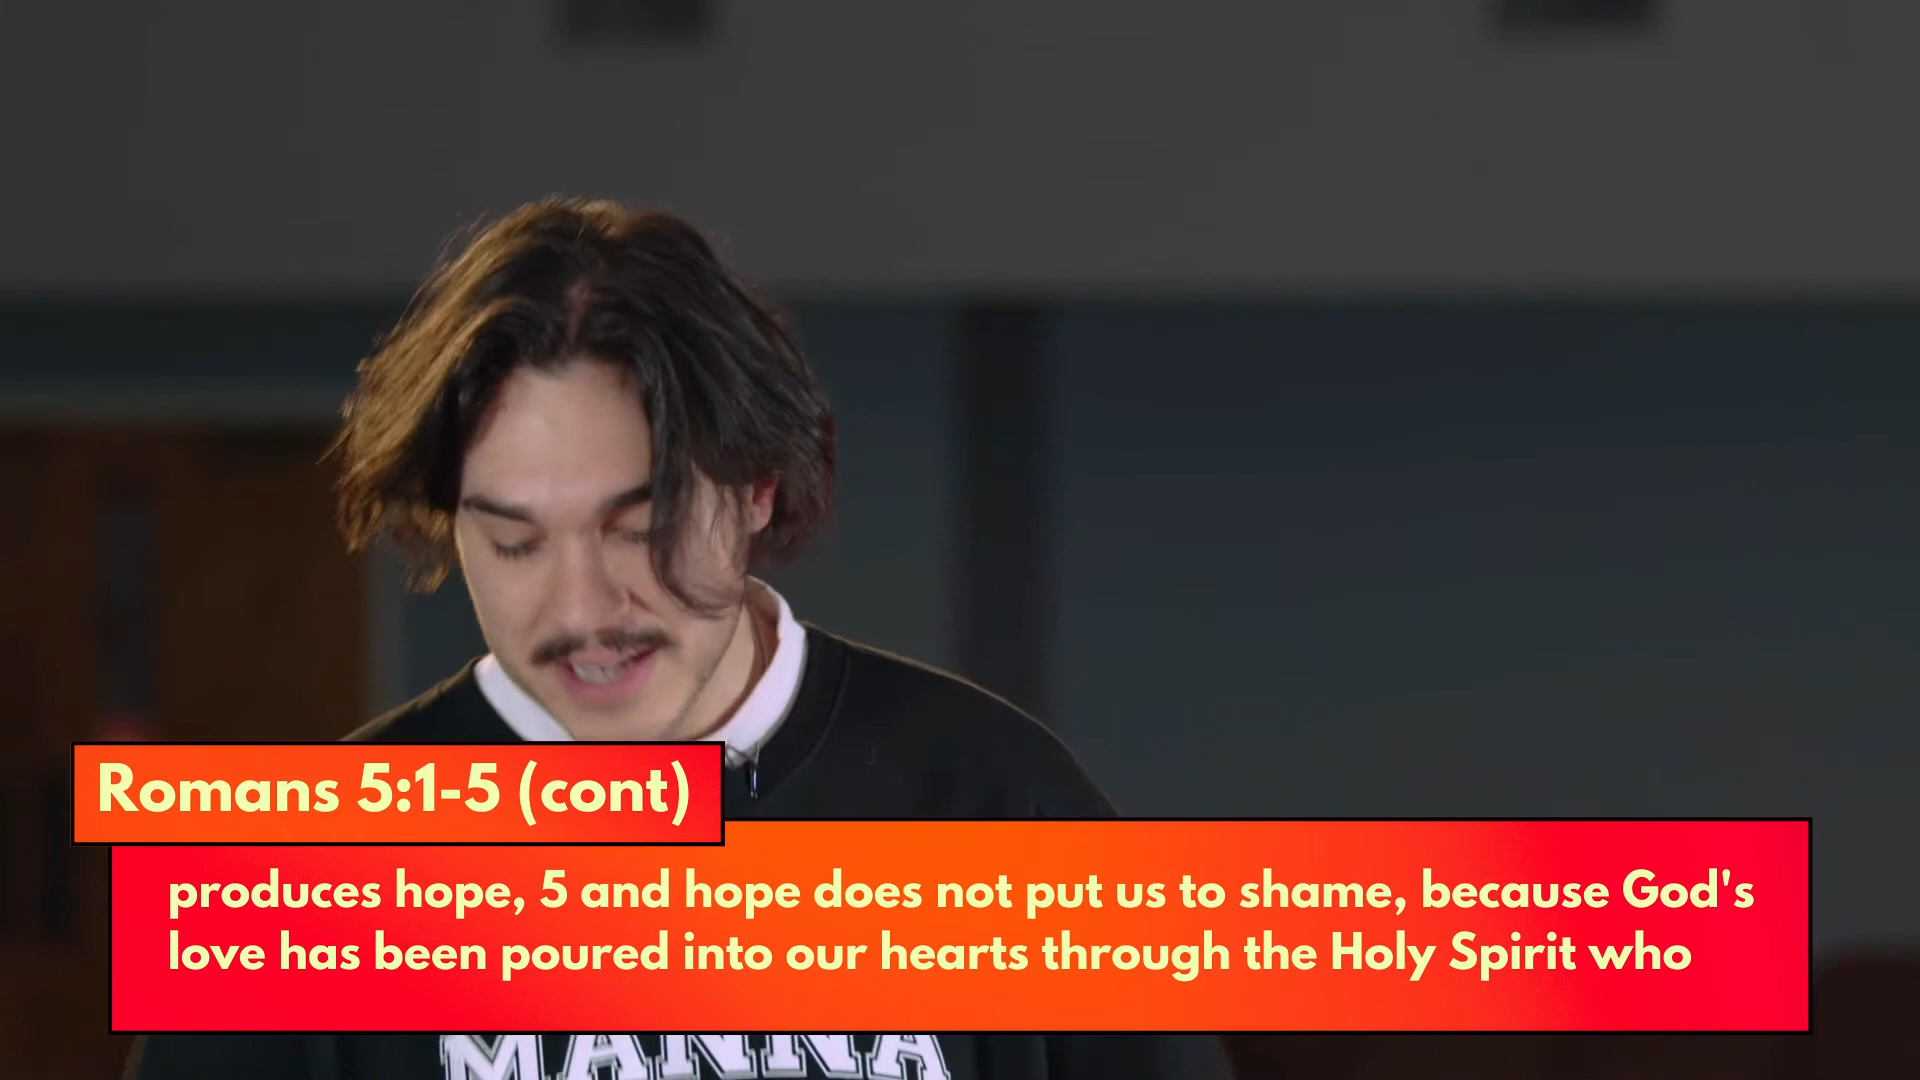 Romans 5:1-5 (cont)
produces hope, 5 and hope does not put us to shame, because God's
love has been poured into our hearts through the Holy Spirit who
MANNA